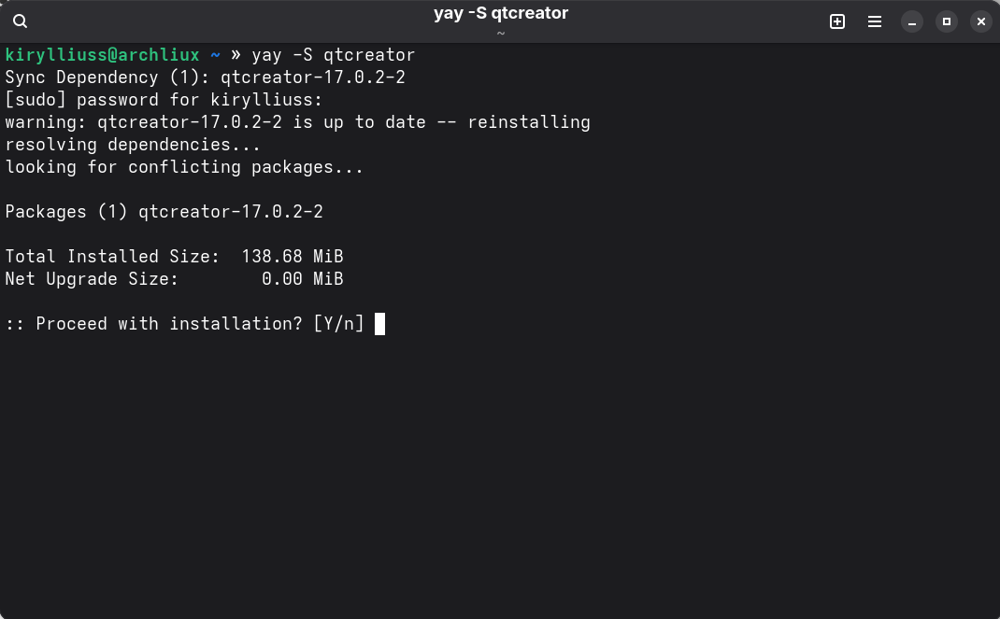 yay -S qtcreator
~
kirylliuss@archliux ~ » yay -S qtcreator
Sync Dependency (1): qtcreator-17.0.2-2
[sudo] password for kirylliuss:
warning: qtcreator-17.0.2-2 is up to date -- reinstalling
resolving dependencies...
looking for conflicting packages...
Packages (1) qtcreator-17.0.2-2
Total Installed Size:  138.68 MiB
Net Upgrade Size:        0.00 MiB
:: Proceed with installation? [Y/n]